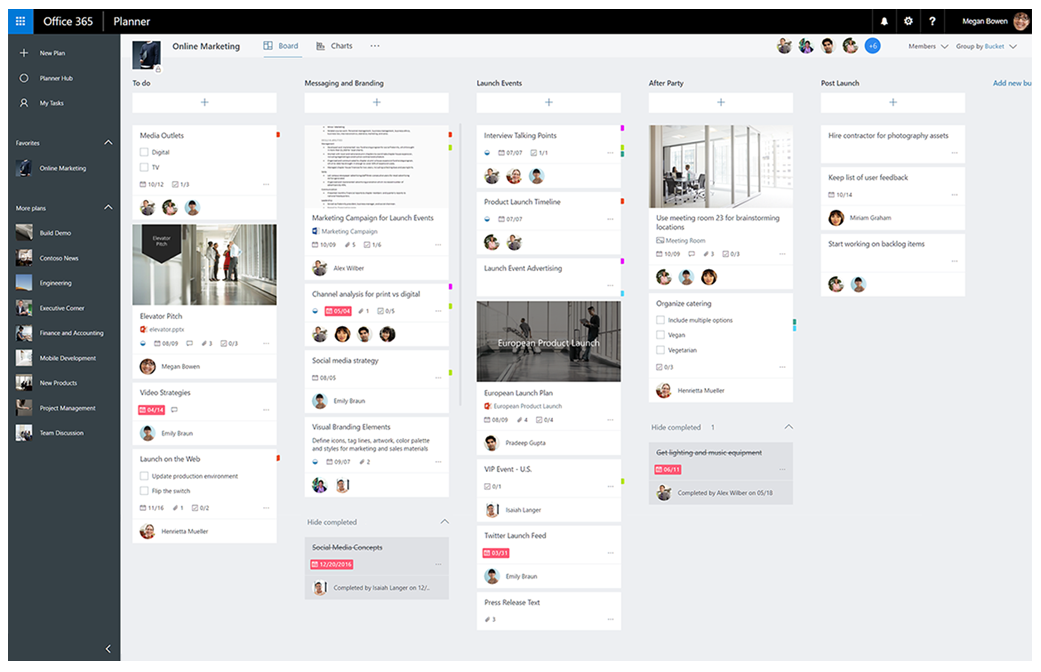 Office 365
Planner
Megan Bowen
New Plan
Planner Hub
My Tasks
Favorites
Online Marketing
More plans
Build Demo
Contoso News
Engineering
Executive Corner
Finance and Accounting
Mobile Development
New Products
Project Management
Team Discussion
Online Marketing
Board
Charts
+6
Members
Group by Bucket
To do
Media Outlets
Digital
TV
10/12 1/3
Elevator
Pitch
Elevator Pitch
elevator.pptx
08/09 3 0/3
Megan Bowen
Video Strategies
04/14
Emily Braun
Launch on the Web
Update production environment
Flip the switch
11/16 1 0/2
Henrietta Mueller
Messaging and Branding
Marketing Campaign for Launch Events
Marketing Campaign
10/09 5 1/6
Alex Wilber
Channel analysis for print vs digital
05/04 1 0/5
Social media strategy
08/05
Emily Braun
Visual Branding Elements
Define icons, tag lines, artwork, color palette
and styles for marketing and sales materials
09/07 2
Hide completed
Social Media Concepts
12/20/2016
Completed by Isaiah Langer on 12/..
Launch Events
Interview Talking Points
07/07 1/1
Product Launch Timeline
07/07
Launch Event Advertising
European Product Launch
European Launch Plan
European Product Launch
08/09 4 0/4
Pradeep Gupta
VIP Event - U.S.
0/1
Isaiah Langer
Twitter Launch Feed
03/31
Emily Braun
Press Release Text
3
After Party
Use meeting room 23 for brainstorming
locations
Meeting Room
10/09 3 0/3
Organize catering
Include multiple options
Vegan
Vegetarian
0/3
Henrietta Mueller
Hide completed 1
Get lighting and music equipment
06/11
Completed by Alex Wilber on 05/18
Post Launch
Hire contractor for photography assets
Keep list of user feedback
10/14
Miriam Graham
Start working on backlog items
Add new bu